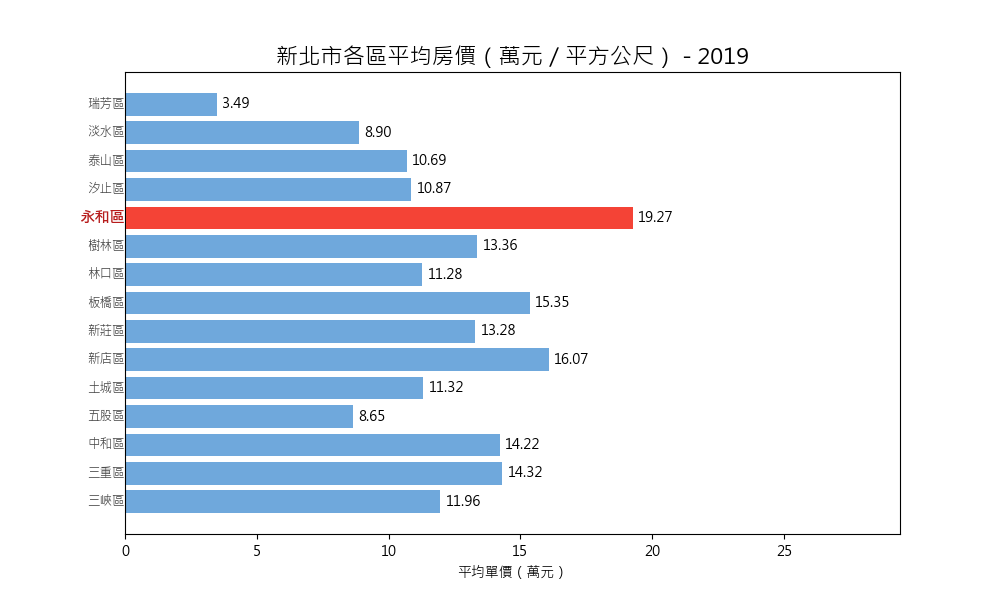 新北市各區平均房價（萬元／平方公尺） - 2019
瑞芳區 3.49
淡水區 8.90
泰山區 10.69
汐止區 10.87
永和區 19.27
樹林區 13.36
林口區 11.28
板橋區 15.35
新莊區 13.28
新店區 16.07
土城區 11.32
五股區 8.65
中和區 14.22
三重區 14.32
三峽區 11.96
0 5 10 15 20 25
平均單價（萬元）